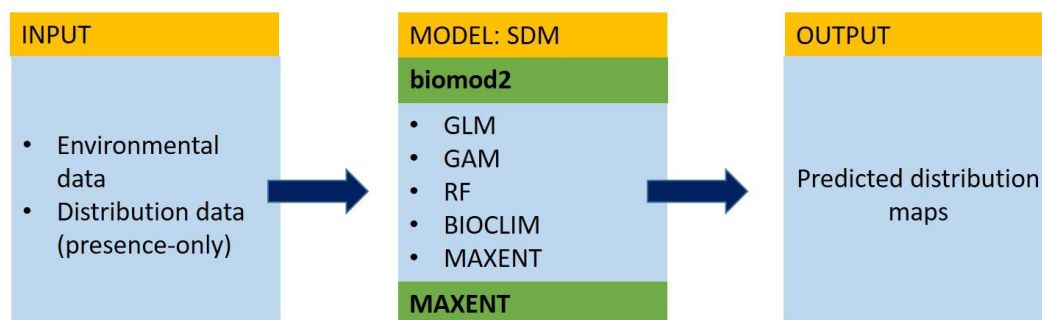 INPUT
• Environmental
data
• Distribution data
(presence-only)
MODEL: SDM
biomod2
• GLM
• GAM
• RF
• BIOCLIM
• MAXENT
MAXENT
OUTPUT
Predicted distribution
maps